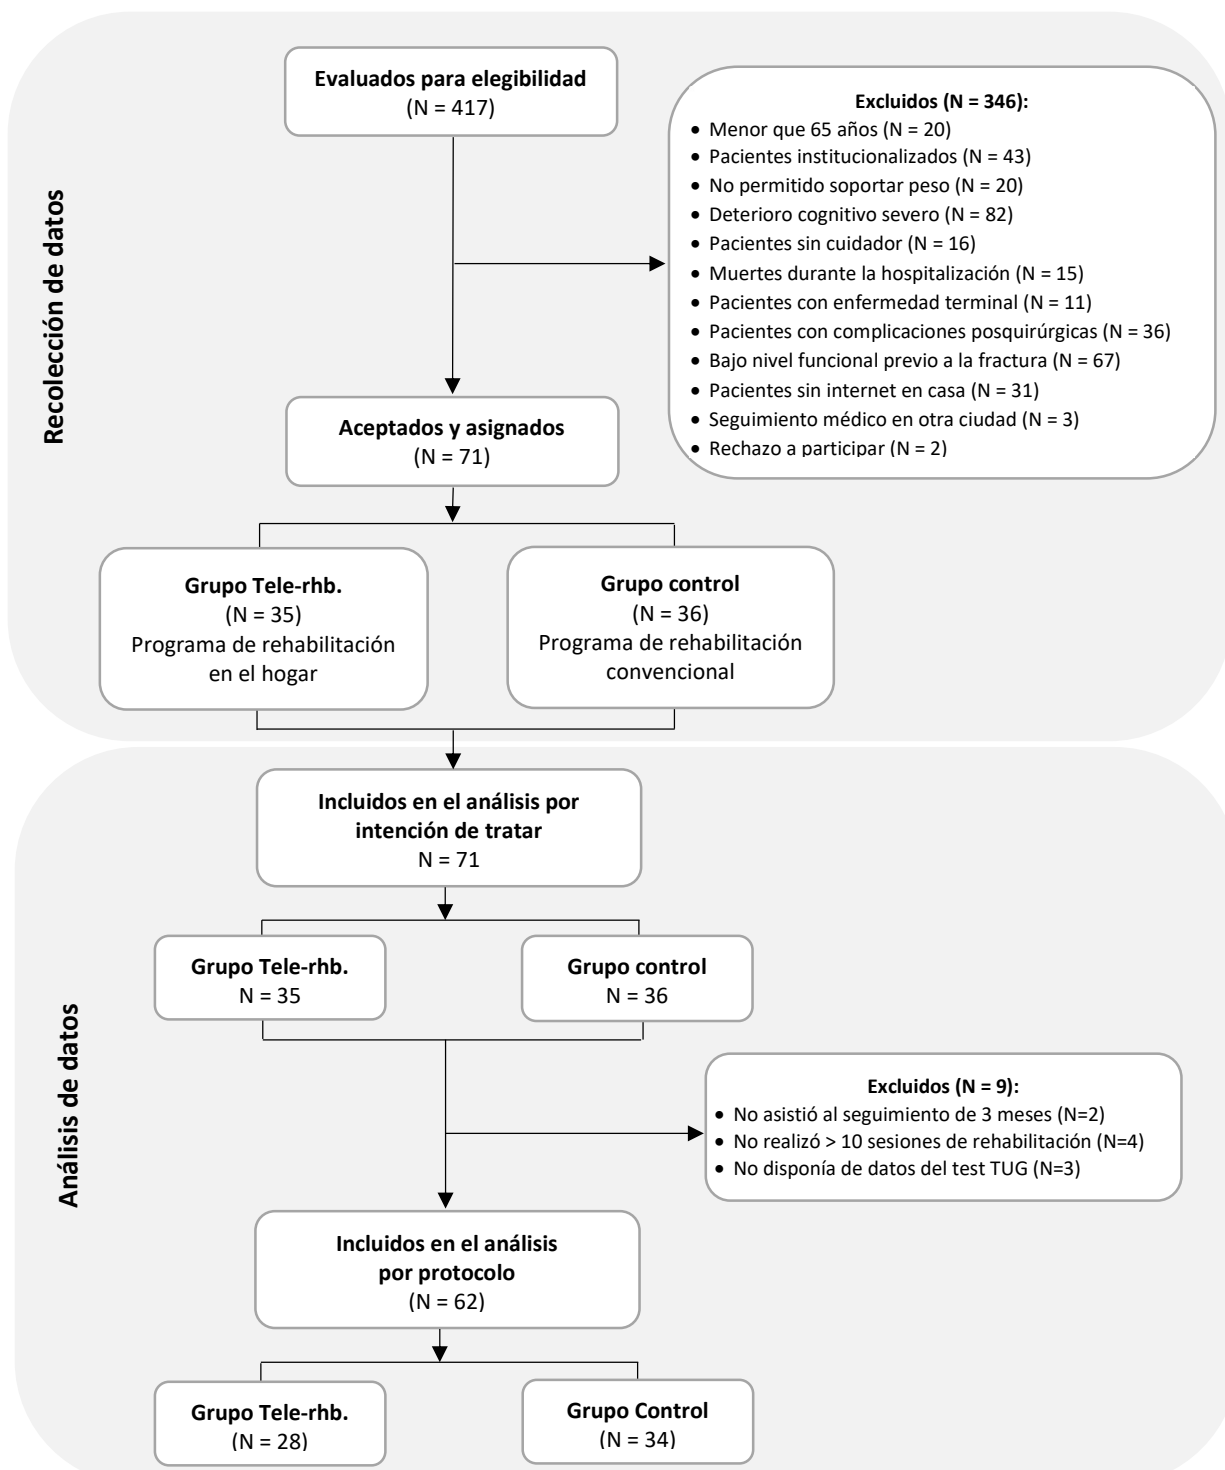 Recolección de datos
Evaluados para elegibilidad
(N = 417)
Excluidos (N = 346):
• Menor que 65 años (N = 20)
• Pacientes institucionalizados (N = 43)
• No permitido soportar peso (N = 20)
• Deterioro cognitivo severo (N = 82)
• Pacientes sin cuidador (N = 16)
• Muertes durante la hospitalización (N = 15)
• Pacientes con enfermedad terminal (N = 11)
• Pacientes con complicaciones posquirúrgicas (N = 36)
• Bajo nivel funcional previo a la fractura (N = 67)
• Pacientes sin internet en casa (N = 31)
• Seguimiento médico en otra ciudad (N = 3)
• Rechazo a participar (N = 2)
Aceptados y asignados
(N = 71)
Grupo Tele-rhb.
(N = 35)
Programa de rehabilitación
en el hogar
Grupo control
(N = 36)
Programa de rehabilitación
convencional
Análisis de datos
Incluidos en el análisis por
intención de tratar
N = 71
Grupo Tele-rhb.
N = 35
Grupo control
N = 36
Excluidos (N = 9):
• No asistió al seguimiento de 3 meses (N=2)
• No realizó > 10 sesiones de rehabilitación (N=4)
• No disponía de datos del test TUG (N=3)
Incluidos en el análisis
por protocolo
(N = 62)
Grupo Tele-rhb.
(N = 28)
Grupo Control
(N = 34)